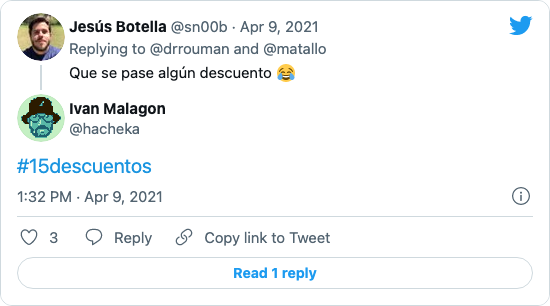 Jesús Botella @sn00b · Apr 9, 2021
Replying to @drrouman and @matallo
Que se pase algún descuento 😂
Ivan Malagon
@hacheka
#15descuentos
1:32 PM · Apr 9, 2021
3 Reply Copy link to Tweet
Read 1 reply